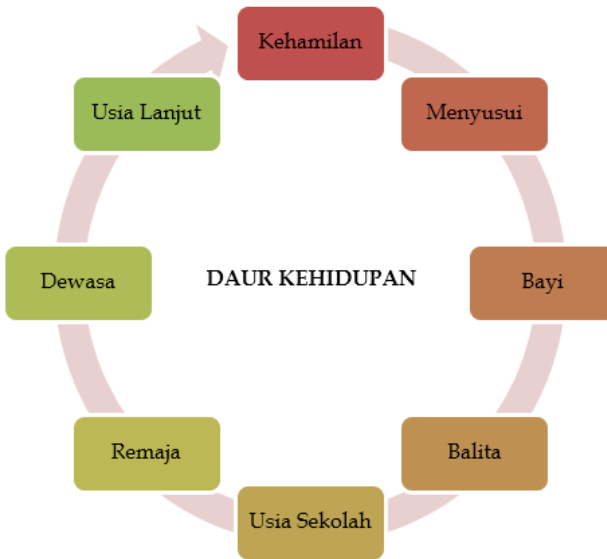 Kehamilan
Menyusui
Bayi
Balita
Usia Sekolah
Remaja
Dewasa
Usia Lanjut
DAUR KEHIDUPAN